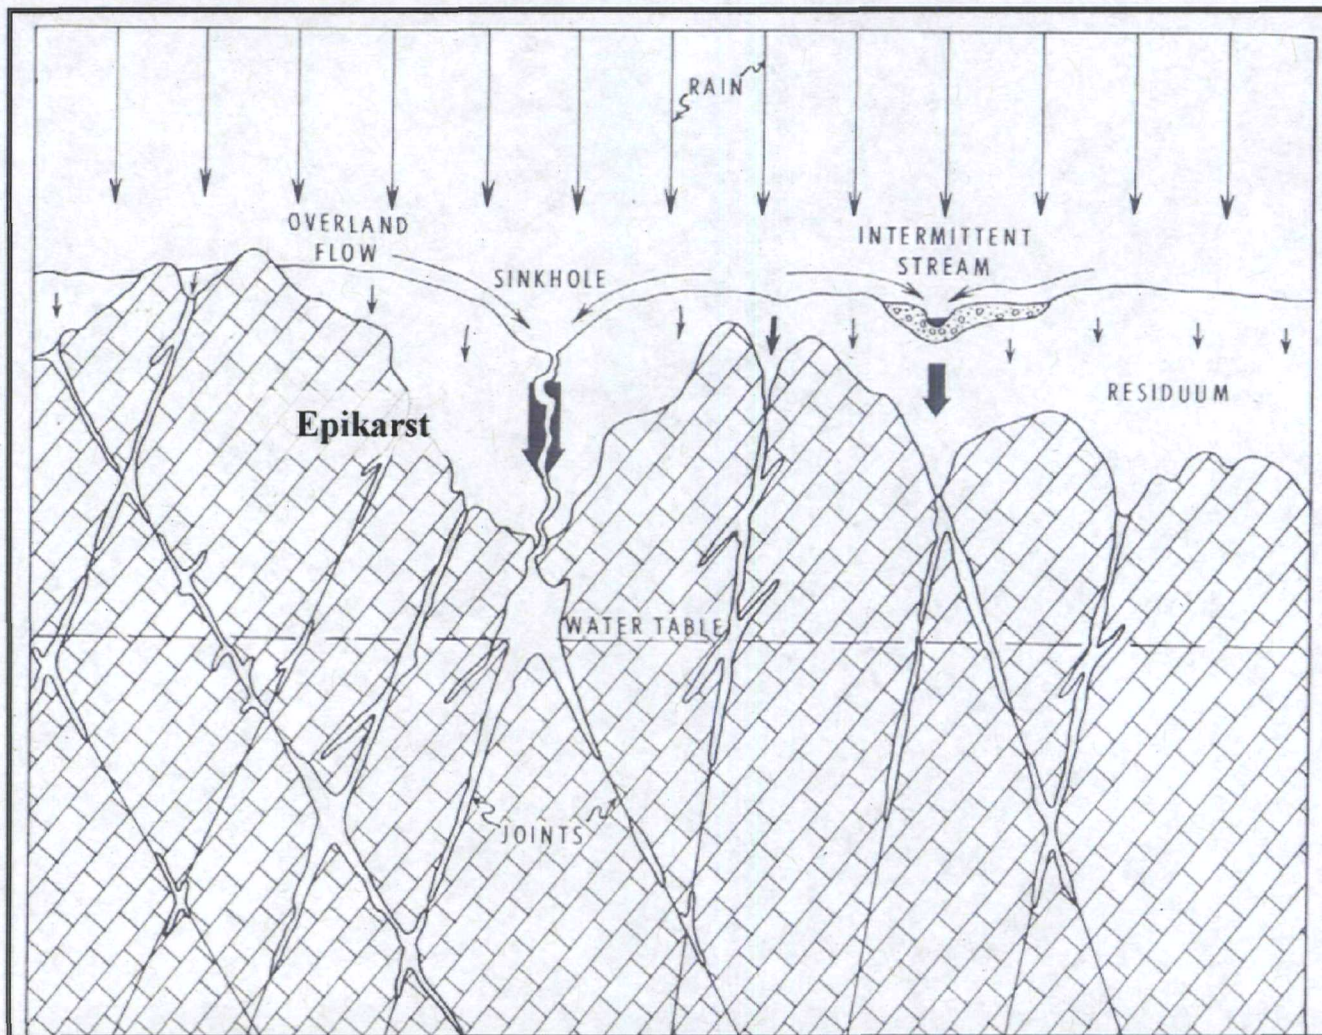 RAIN
OVERLAND
FLOW
SINKHOLE
INTERMITTENT
STREAM
RESIDUUM
Epikarst
WATER TABLE
JOINTS